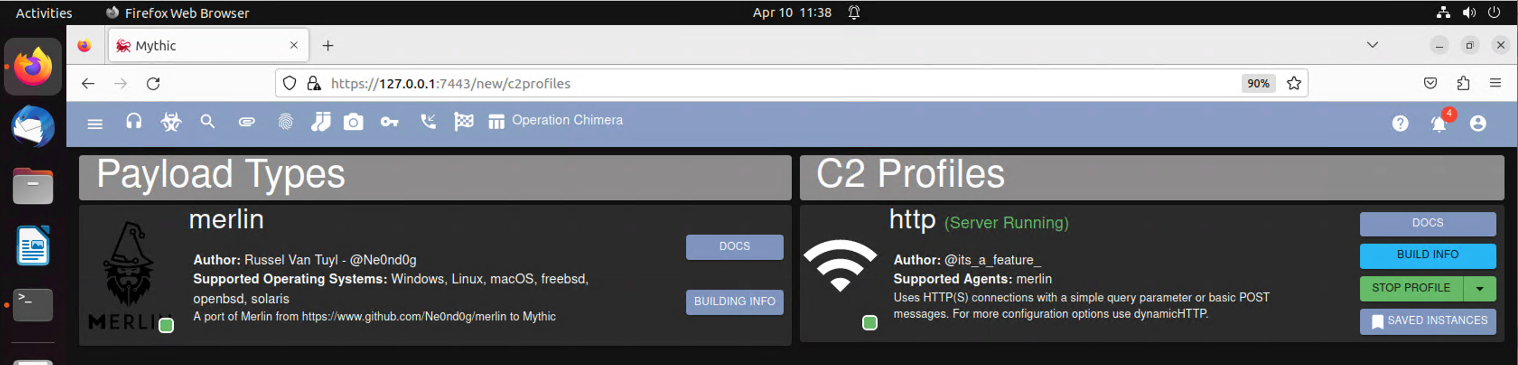 Activities
Firefox Web Browser
Apr 10 11:38
Mythic
https://127.0.0.1:7443/new/c2profiles
90%
Operation Chimera
4
Payload Types
C2 Profiles
merlin
Author: Russel Van Tuyl - @Ne0nd0g
Supported Operating Systems: Windows, Linux, macOS, freebsd,
openbsd, solaris
A port of Merlin from https://www.github.com/Ne0nd0g/merlin to Mythic
MERLIN
DOCS
BUILDING INFO
http (Server Running)
Author: @its_a_feature_
Supported Agents: merlin
Uses HTTP(S) connections with a simple query parameter or basic POST
messages. For more configuration options use dynamicHTTP.
DOCS
BUILD INFO
STOP PROFILE
SAVED INSTANCES